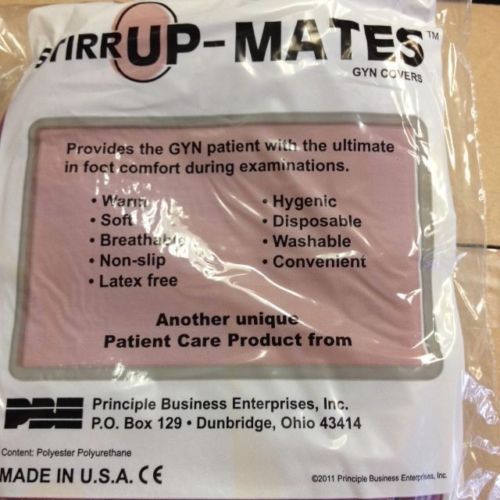 STIRRUP-MATES™
GYN COVERS
Provides the GYN patient with the ultimate
in foot comfort during examinations.
• Warm
• Soft
• Breathable
• Non-slip
• Latex free
• Hygenic
• Disposable
• Washable
• Convenient
Another unique
Patient Care Product from
PBE Principle Business Enterprises, Inc.
P.O. Box 129 • Dunbridge, Ohio 43414
Content: Polyester Polyurethane
MADE IN U.S.A. CE
©2011 Principle Business Enterprises, Inc.